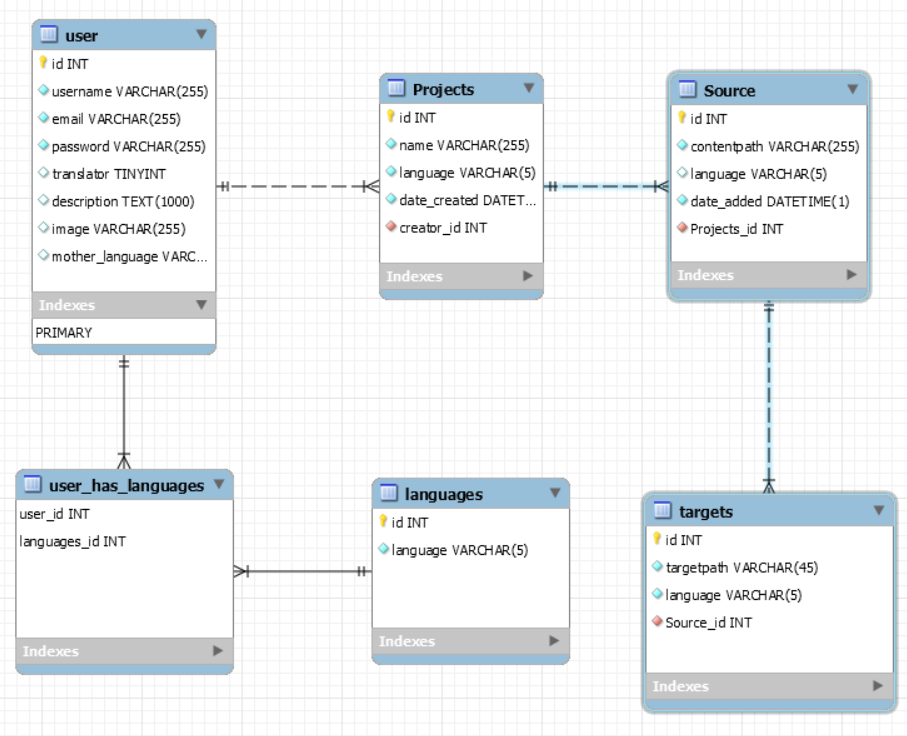 user
id INT
username VARCHAR(255)
email VARCHAR(255)
password VARCHAR(255)
translator TINYINT
description TEXT(1000)
image VARCHAR(255)
mother_language VARC...
Indexes
PRIMARY
Projects
id INT
name VARCHAR(255)
language VARCHAR(5)
date_created DATET...
creator_id INT
Indexes
Source
id INT
contentpath VARCHAR(255)
language VARCHAR(5)
date_added DATETIME(1)
Projects_id INT
Indexes
user_has_languages
user_id INT
languages_id INT
Indexes
languages
id INT
language VARCHAR(5)
Indexes
targets
id INT
targetpath VARCHAR(45)
language VARCHAR(5)
Source_id INT
Indexes